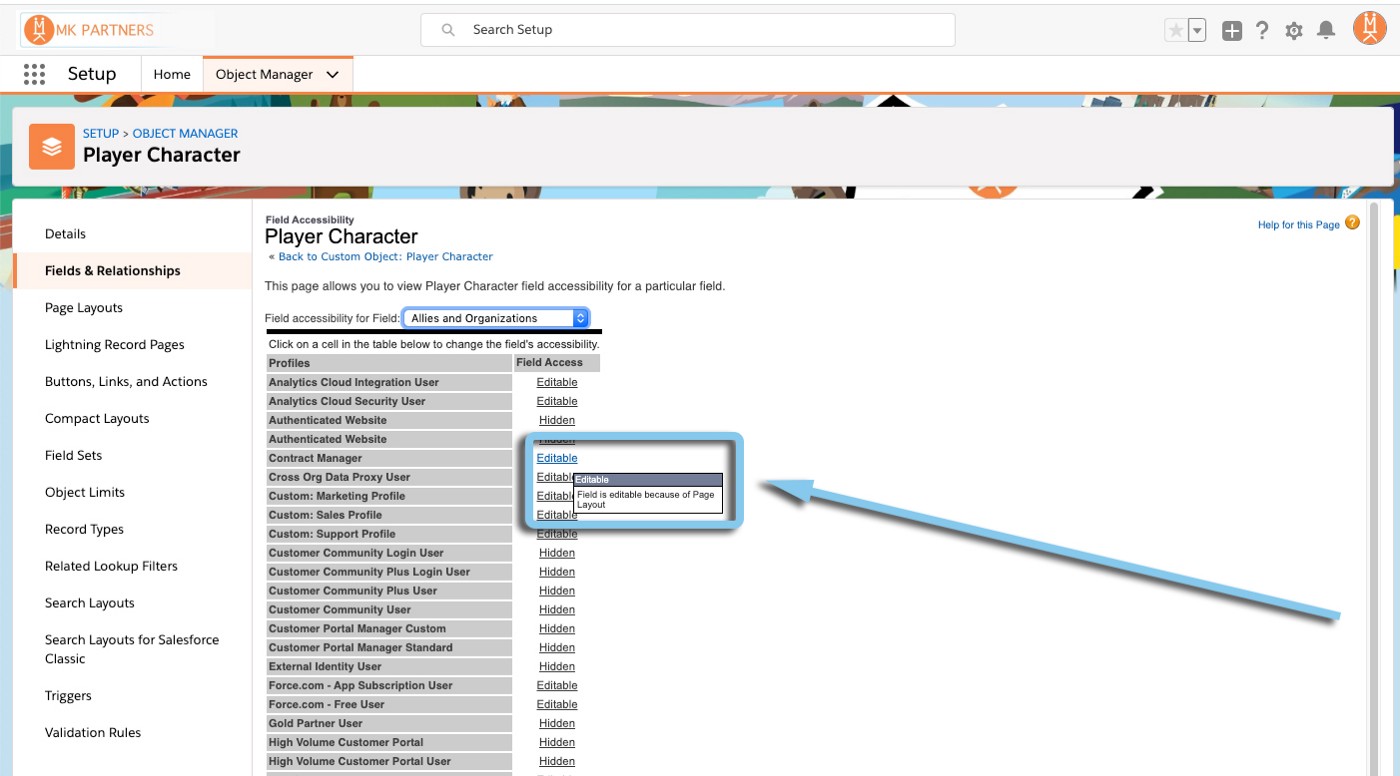 MK PARTNERS
Search Setup
Setup
Home
Object Manager
SETUP > OBJECT MANAGER
Player Character
Details
Fields & Relationships
Page Layouts
Lightning Record Pages
Buttons, Links, and Actions
Compact Layouts
Field Sets
Object Limits
Record Types
Related Lookup Filters
Search Layouts
Search Layouts for Salesforce
Classic
Triggers
Validation Rules
Field Accessibility
Player Character
« Back to Custom Object: Player Character
Help for this Page
This page allows you to view Player Character field accessibility for a particular field.
Field accessibility for Field: Allies and Organizations
Click on a cell in the table below to change the field's accessibility.
Profiles Field Access
Analytics Cloud Integration User Editable
Analytics Cloud Security User Editable
Authenticated Website Hidden
Authenticated Website Hidden
Contract Manager Editable
Cross Org Data Proxy User Editable
Editable
Field is editable because of Page
Layout
Custom: Marketing Profile Editable
Custom: Sales Profile Editable
Custom: Support Profile Editable
Customer Community Login User Hidden
Customer Community Plus Login User Hidden
Customer Community Plus User Hidden
Customer Community User Hidden
Customer Portal Manager Custom Hidden
Customer Portal Manager Standard Hidden
External Identity User Hidden
Force.com - App Subscription User Editable
Force.com - Free User Editable
Gold Partner User Hidden
High Volume Customer Portal Hidden
High Volume Customer Portal User Hidden